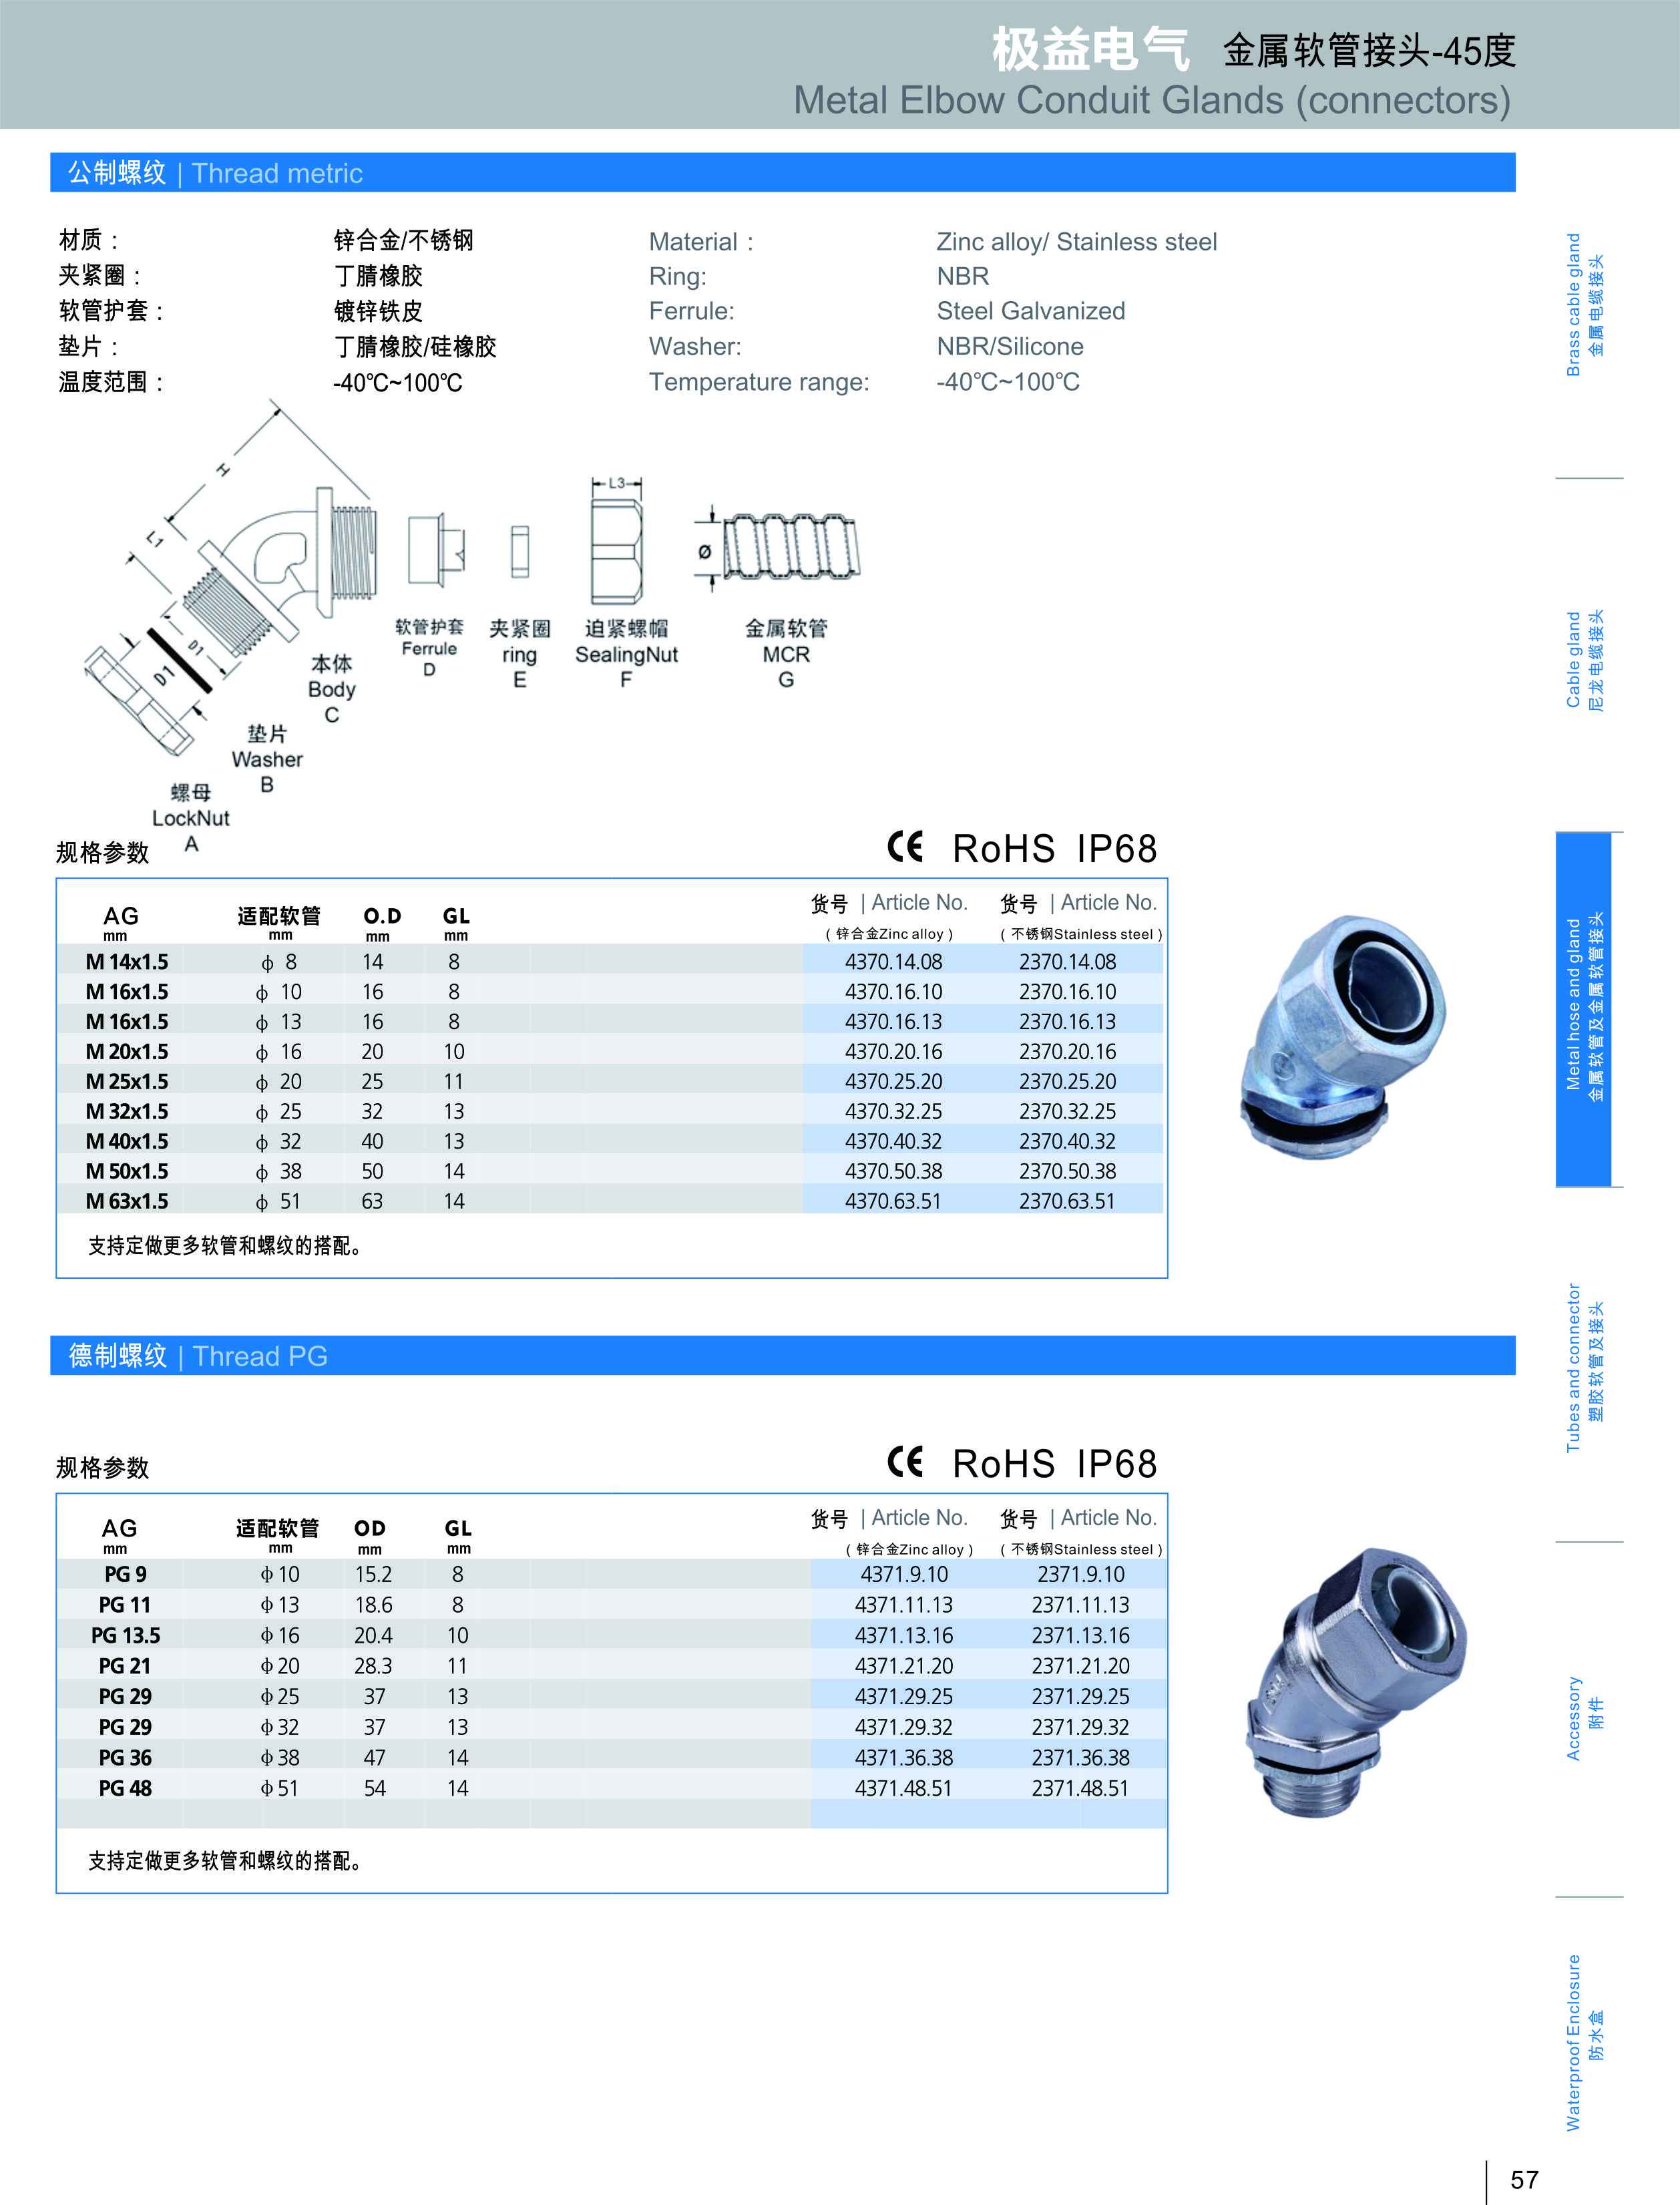 极益电气 金属软管接头-45度
Metal Elbow Conduit Glands (connectors)
公制螺纹 | Thread metric
材质： 锌合金/不锈钢 Material： Zinc alloy/ Stainless steel
夹紧圈： 丁腈橡胶 Ring: NBR
软管护套： 镀锌铁皮 Ferrule: Steel Galvanized
垫片： 丁腈橡胶/硅橡胶 Washer: NBR/Silicone
温度范围： -40℃~100℃ Temperature range: -40℃~100℃
H
L1
D1
D1
L3
Ø
螺母
LockNut
A
垫片
Washer
B
本体
Body
C
软管护套
Ferrule
D
夹紧圈
ring
E
迫紧螺帽
SealingNut
F
金属软管
MCR
G
规格参数 CE RoHS IP68
AG 适配软管 O.D GL 货号 | Article No. 货号 | Article No.
mm mm mm mm （锌合金Zinc alloy） （不锈钢Stainless steel）
M 14x1.5 ф 8 14 8 4370.14.08 2370.14.08
M 16x1.5 ф 10 16 8 4370.16.10 2370.16.10
M 16x1.5 ф 13 16 8 4370.16.13 2370.16.13
M 20x1.5 ф 16 20 10 4370.20.16 2370.20.16
M 25x1.5 ф 20 25 11 4370.25.20 2370.25.20
M 32x1.5 ф 25 32 13 4370.32.25 2370.32.25
M 40x1.5 ф 32 40 13 4370.40.32 2370.40.32
M 50x1.5 ф 38 50 14 4370.50.38 2370.50.38
M 63x1.5 ф 51 63 14 4370.63.51 2370.63.51
支持定做更多软管和螺纹的搭配。
德制螺纹 | Thread PG
规格参数 CE RoHS IP68
AG 适配软管 OD GL 货号 | Article No. 货号 | Article No.
mm mm mm mm （锌合金Zinc alloy） （不锈钢Stainless steel）
PG 9 ф10 15.2 8 4371.9.10 2371.9.10
PG 11 ф13 18.6 8 4371.11.13 2371.11.13
PG 13.5 ф16 20.4 10 4371.13.16 2371.13.16
PG 21 ф20 28.3 11 4371.21.20 2371.21.20
PG 29 ф25 37 13 4371.29.25 2371.29.25
PG 29 ф32 37 13 4371.29.32 2371.29.32
PG 36 ф38 47 14 4371.36.38 2371.36.38
PG 48 ф51 54 14 4371.48.51 2371.48.51
支持定做更多软管和螺纹的搭配。
Brass cable gland
金属电缆接头
Cable gland
尼龙电缆接头
Metal hose and gland
金属软管及金属软管接头
Tubes and connector
塑胶软管及接头
Accessory
附件
Waterproof Enclosure
防水盒
57